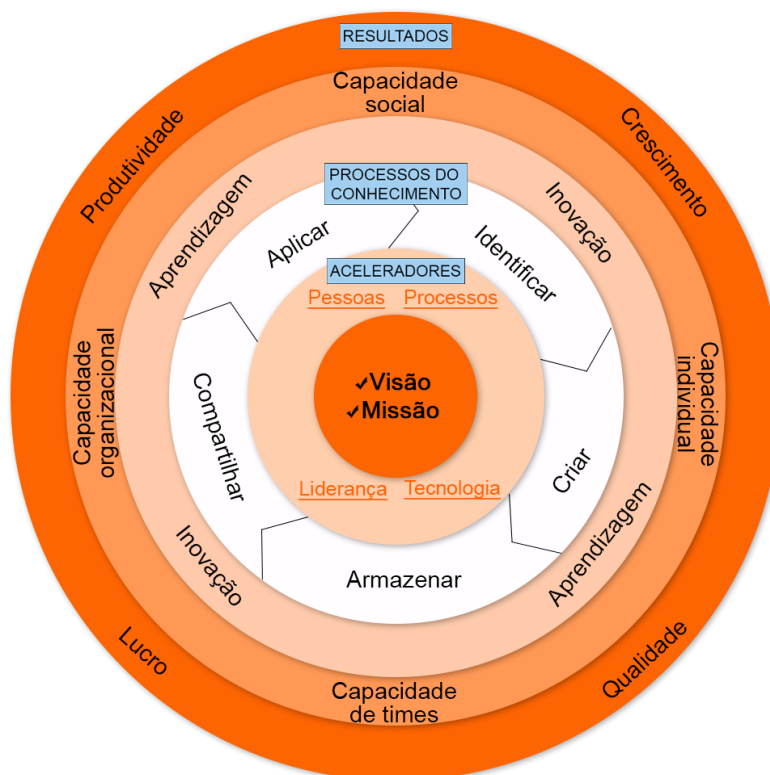 RESULTADOS
Capacidade
social
Produtividade
Crescimento
PROCESSOS DO
CONHECIMENTO
Aprendizagem
Inovação
Aplicar
Identificar
ACELERADORES
Pessoas
Processos
✓Visão
✓Missão
Capacidade
organizacional
Capacidade
individual
Compartilhar
Criar
Liderança
Tecnologia
Inovação
Aprendizagem
Armazenar
Lucro
Qualidade
Capacidade
de times